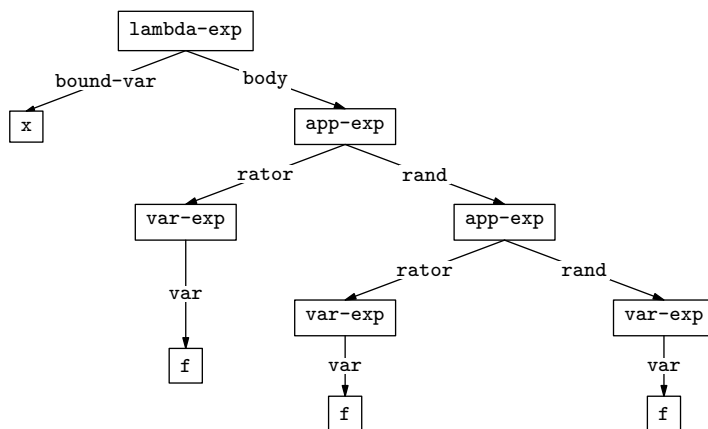 lambda-exp
bound-var body
x
app-exp
rator rand
var-exp app-exp
rator rand
var
var-exp var-exp
f
var var
f f